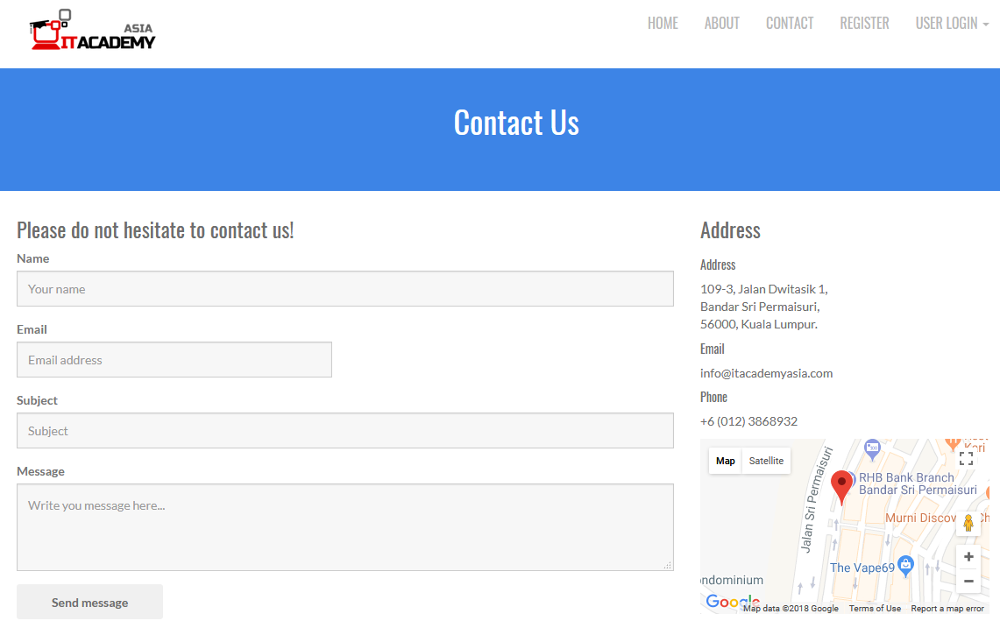 ASIA
ITACADEMY
HOME ABOUT CONTACT REGISTER USER LOGIN
Contact Us
Please do not hesitate to contact us!
Name
Your name
Email
Email address
Subject
Subject
Message
Write you message here...
Send message
Address
Address
109-3, Jalan Dwitasik 1,
Bandar Sri Permaisuri,
56000, Kuala Lumpur.
Email
info@itacademyasia.com
Phone
+6 (012) 3868932
Map Satellite
Jalan Sri Permaisuri
RHB Bank Branch
Bandar Sri Permaisuri
Murni Discov
The Vape69
ondominium
Google
Map data ©2018 Google Terms of Use Report a map error